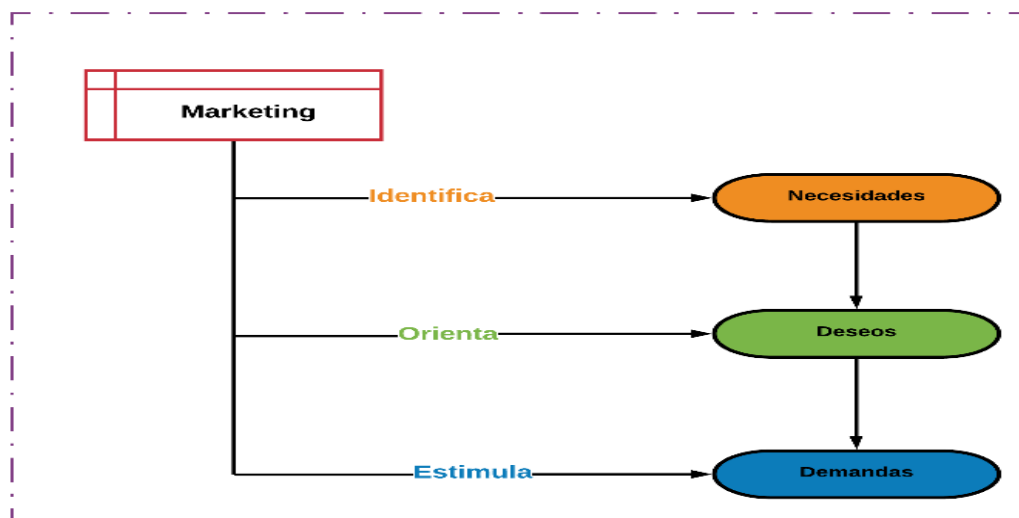 Marketing
Identifica
Necesidades
Orienta
Deseos
Estimula
Demandas